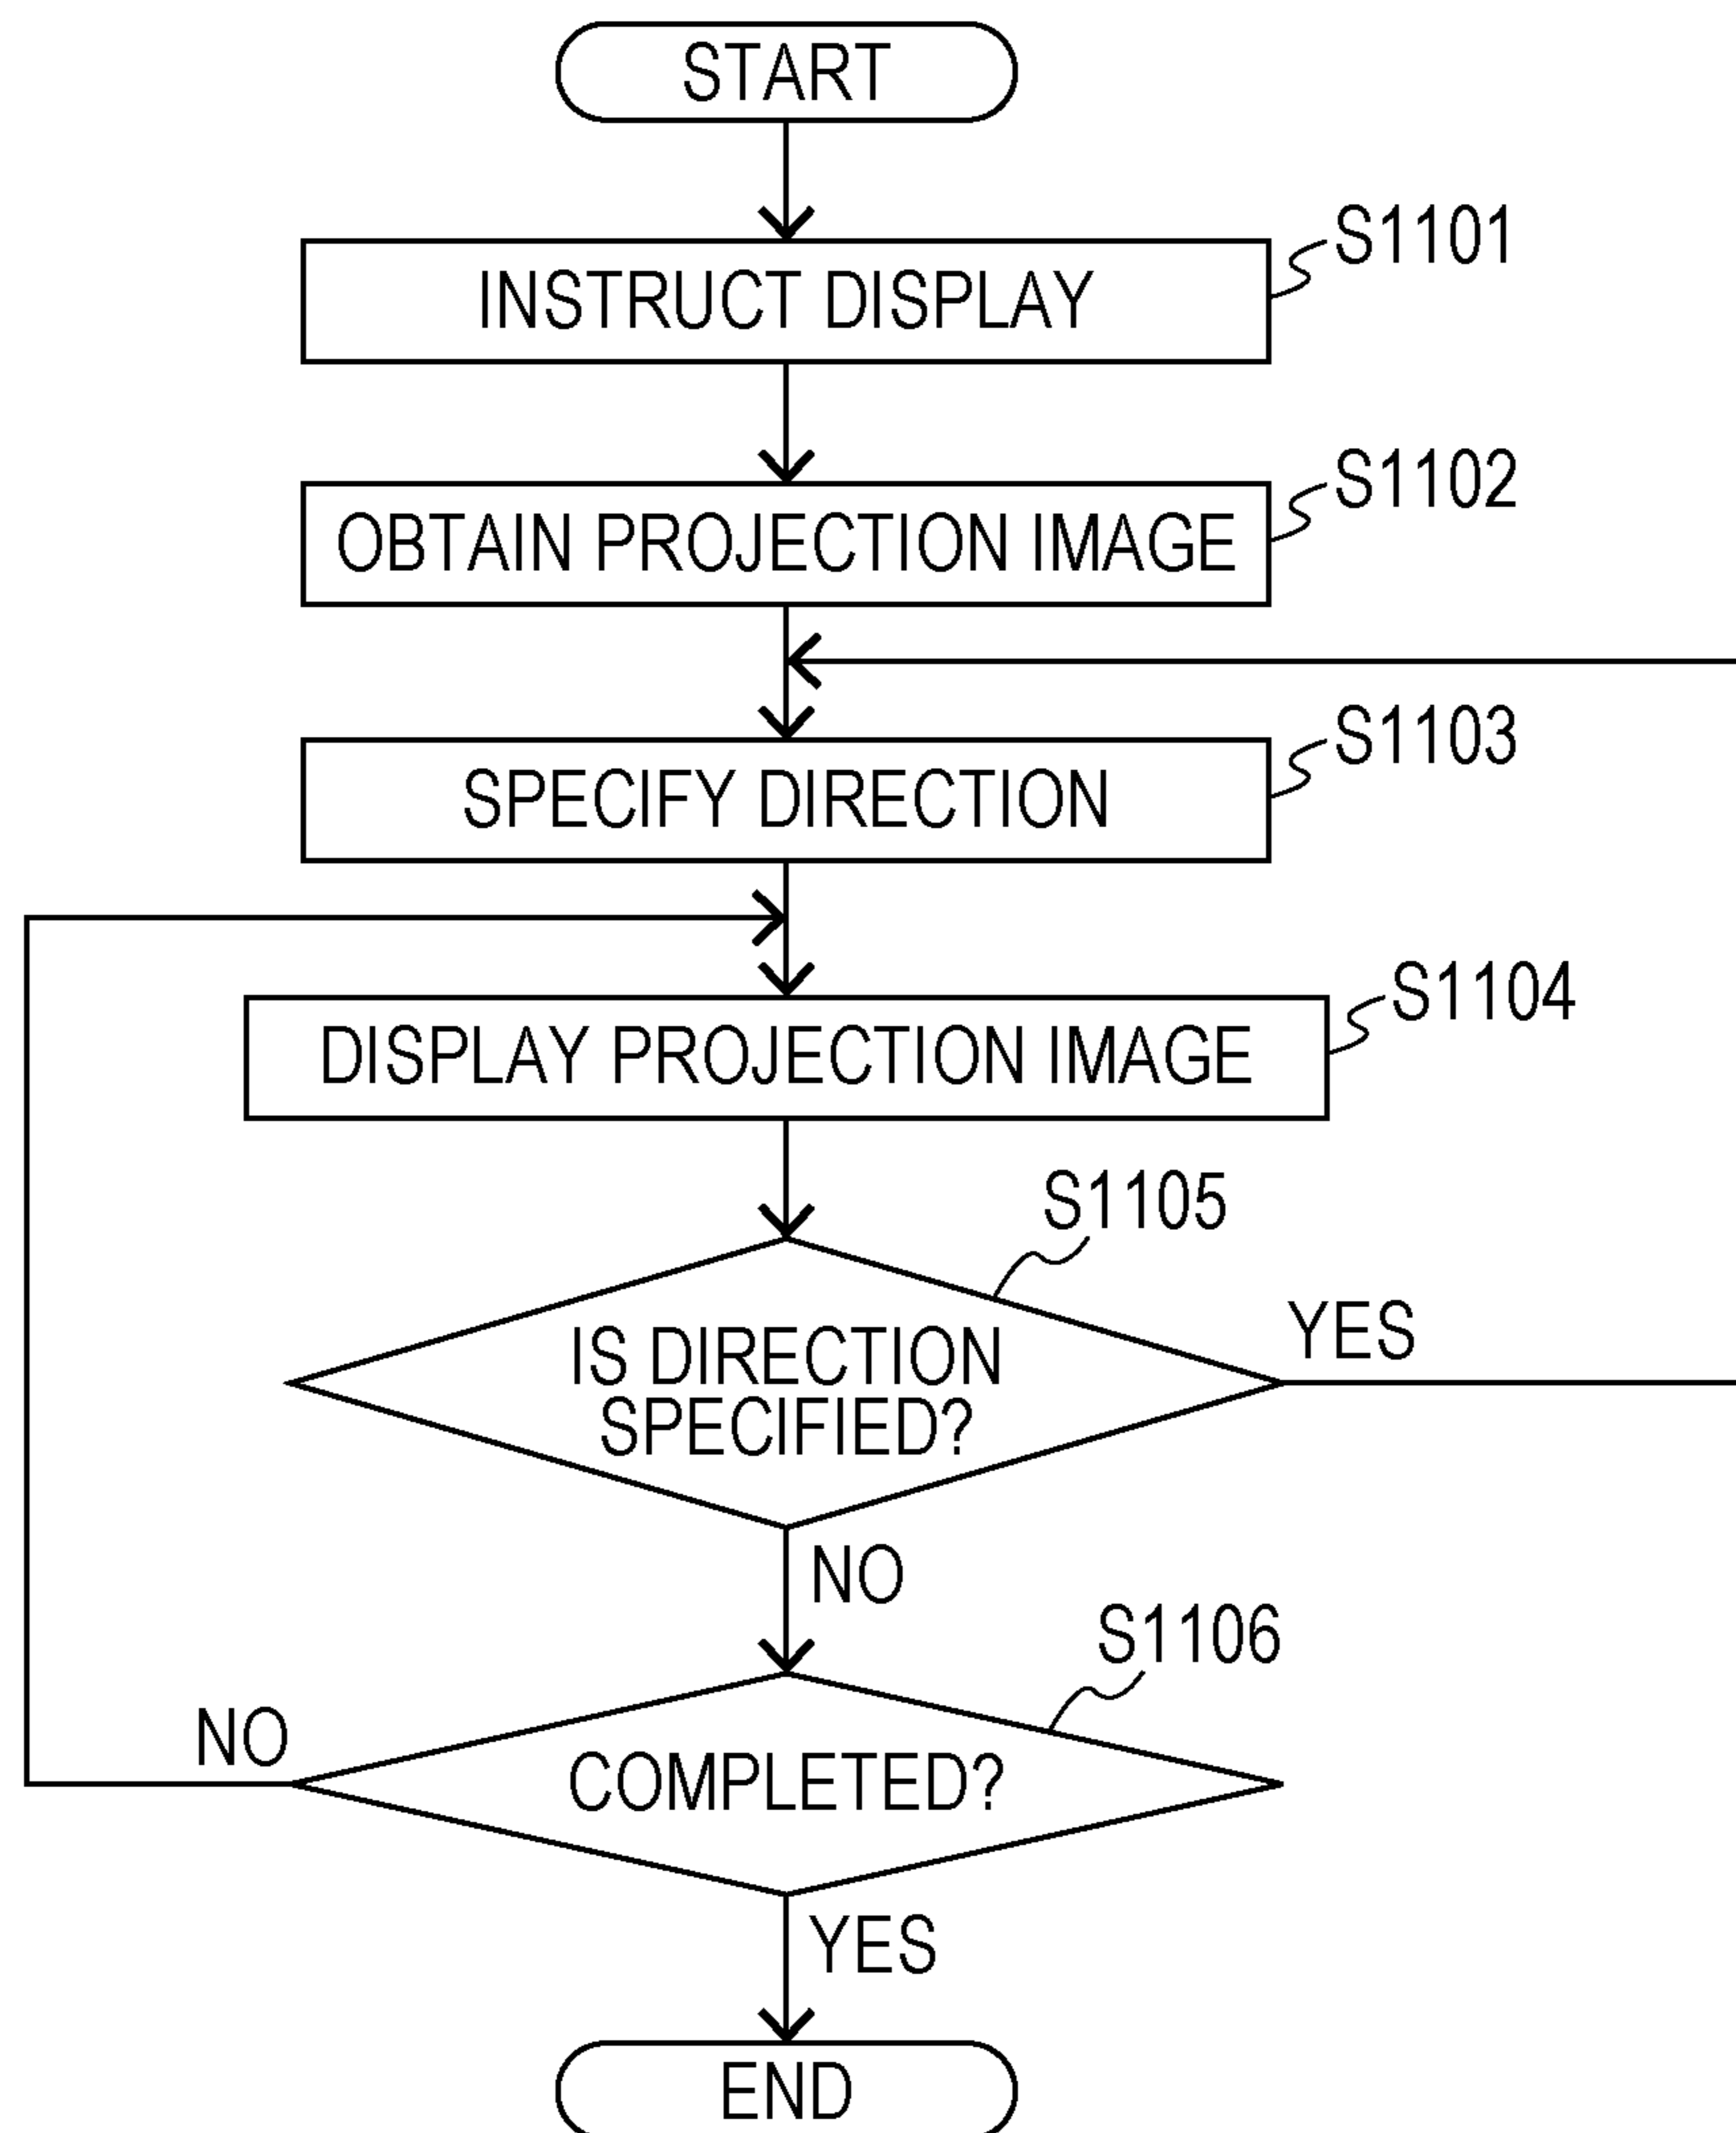 START
S1101
INSTRUCT DISPLAY
S1102
OBTAIN PROJECTION IMAGE
S1103
SPECIFY DIRECTION
S1104
DISPLAY PROJECTION IMAGE
S1105
IS DIRECTION
SPECIFIED?
YES
NO
S1106
COMPLETED?
NO
YES
END